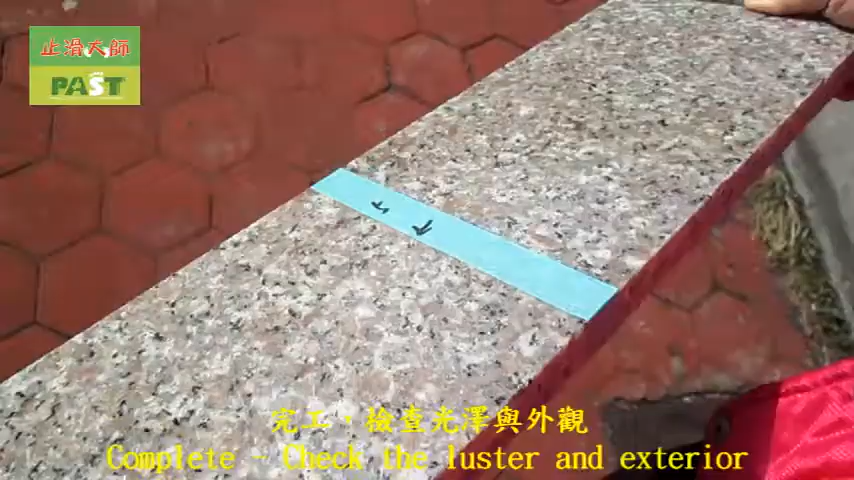 止滑大師
PAST
完工，檢查光澤與外觀
Complete - Check the luster and exterior